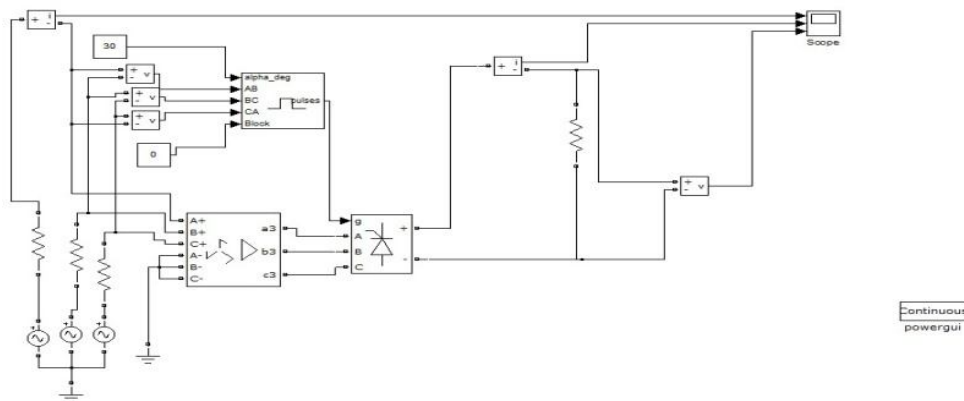 + i -
Scope
30
+ - v
+ - v
+ - v
alpha_deg
AB
BC
CA
Block
pulses
0
+ i -
+ - v
A+
B+
C+
A-
B-
C-
a3
b3
c3
g
A
B
C
+
-
+
+
+
Continuous
powergui